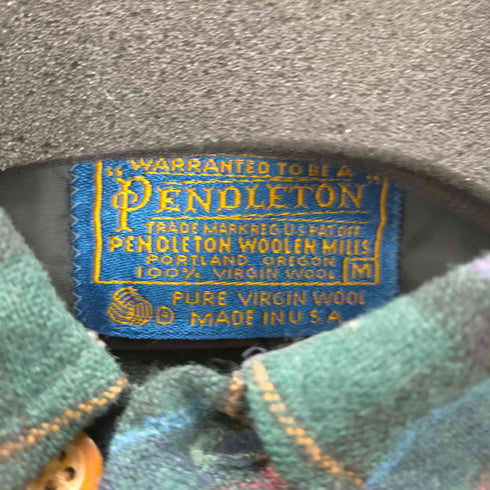 "WARRANTED TO BE A
PENDLETON"
TRADE MARK REG U S PAT OFF
PENDLETON WOOLEN MILLS
PORTLAND, OREGON
100% VIRGIN WOOL M
PURE VIRGIN WOOL
© MADE IN U S A